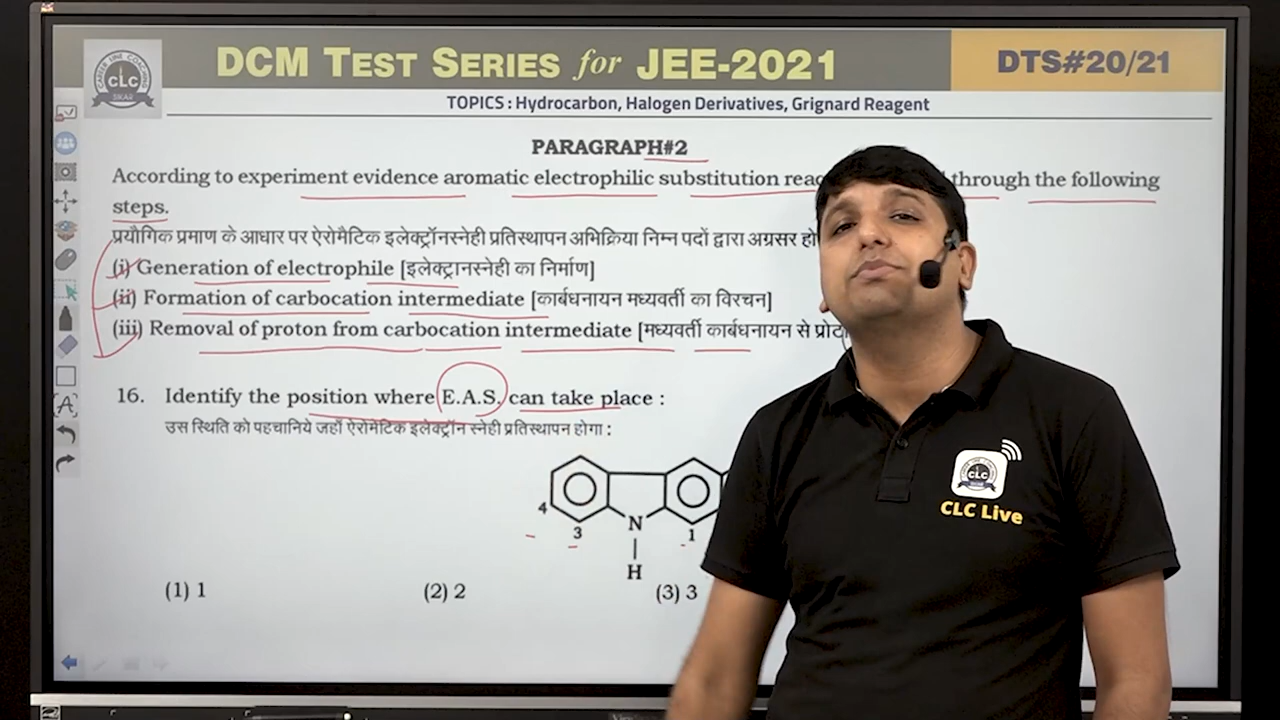 DCM TEST SERIES for JEE-2021
DTS#20/21
CAREER LINE COACHING
CLC
SIKAR
TOPICS : Hydrocarbon, Halogen Derivatives, Grignard Reagent
PARAGRAPH#2
According to experiment evidence aromatic electrophilic substitution through the following
steps.
प्रयौगिक प्रमाण के आधार पर ऐरोमैटिक इलेक्ट्रॉनस्नेही प्रतिस्थापन अभिक्रिया निम्न पदों द्वारा अग्रसर
(i) Generation of electrophile [इलेक्ट्रानस्नेही का निर्माण]
(ii) Formation of carbocation intermediate [कार्बधनायन मध्यवर्ती का विरचन]
(iii) Removal of proton from carbocation intermediate [मध्यवर्ती कार्बधनायन से
16. Identify the position where E.A.S. can take place :
उस स्थिति को पहचानिये जहाँ ऐरोमैटिक इलेक्ट्रॉन स्नेही प्रतिस्थापन होगा :
4
3
N
1
H
(1) 1 (2) 2 (3) 3
CLC
CLC Live